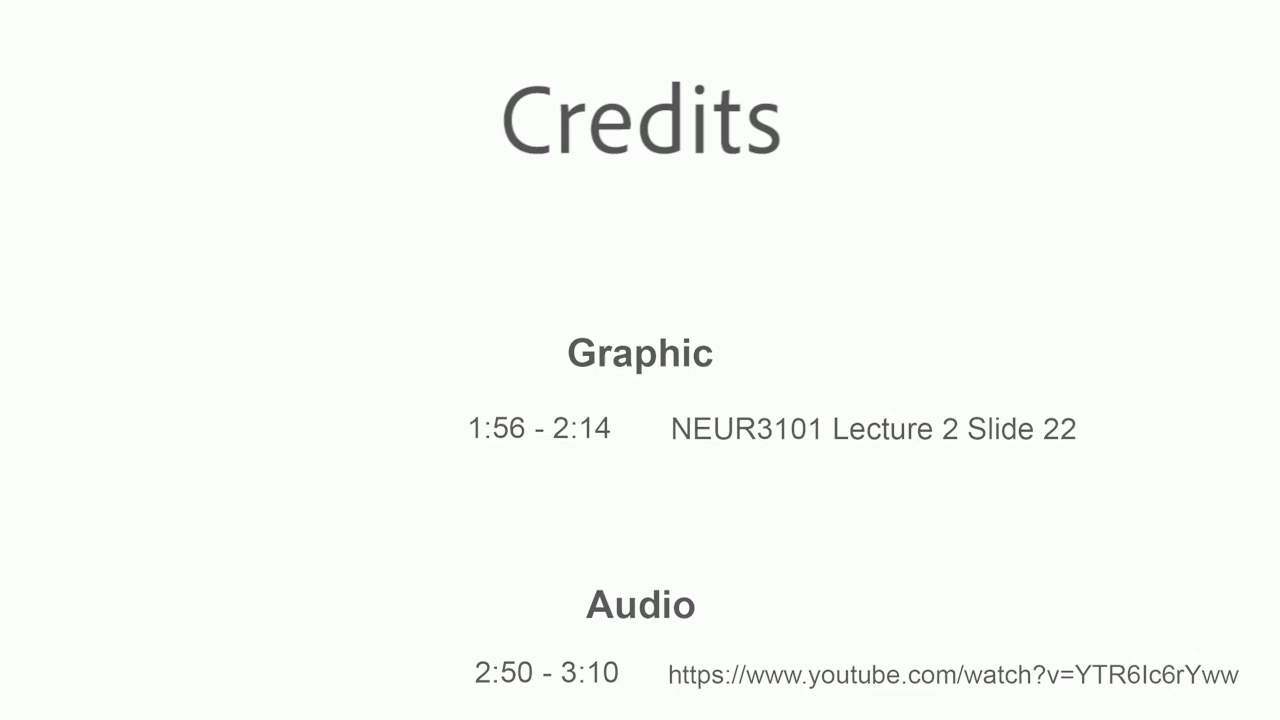 Credits
Graphic
1:56 - 2:14 NEUR3101 Lecture 2 Slide 22
Audio
2:50 - 3:10 https://www.youtube.com/watch?v=YTR6Ic6rYww